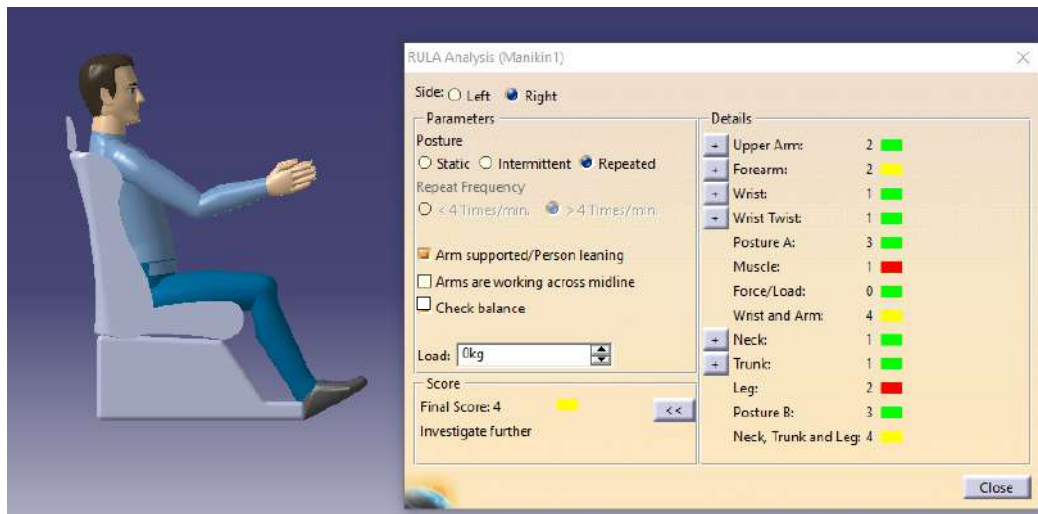 RULA Analysis (Manikin1)
Side: Left Right
Parameters
Posture
Static Intermittent Repeated
Repeat Frequency
< 4 Times/min. > 4 Times/min.
Arm supported/Person leaning
Arms are working across midline
Check balance
Load: 0kg
Score
Final Score: 4
<<
Investigate further
Details
+ Upper Arm: 2
+ Forearm: 2
+ Wrist: 1
+ Wrist Twist: 1
Posture A: 3
Muscle: 1
Force/Load: 0
Wrist and Arm: 4
+ Neck: 1
+ Trunk: 1
Leg: 2
Posture B: 3
Neck, Trunk and Leg: 4
Close